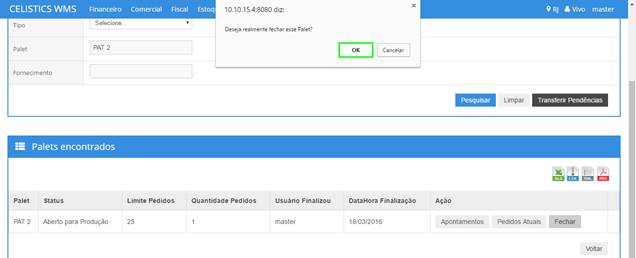 CELISTICS WMS Financeiro Comercial Fiscal Estoq RJ Vivo master
10.10.15.4:8080 diz:
Deseja realmente fechar esse Palet?
OK Cancelar
Tipo Selecione...
Palet PAT 2
Fornecimento
Pesquisar Limpar Transferir Pendências
Palets encontrados
Palet Status Limite Pedidos Quantidade Pedidos Usuário Finalizou DataHora Finalização Ação
PAT 2 Aberto para Produção 25 1 master 18/03/2016 Apontamentos Pedidos Atuais Fechar
Voltar